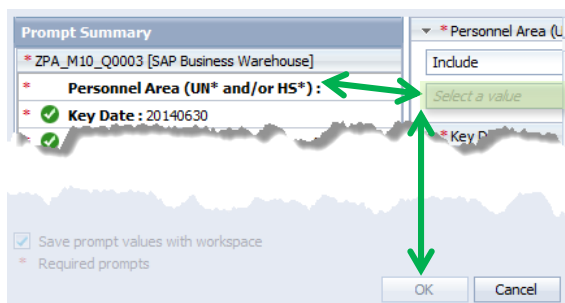 Prompt Summary
* ZPA_M10_Q0003 [SAP Business Warehouse]
* Personnel Area (UN* and/or HS*) :
* Key Date : 20140630
*
* Personnel Area (U
Include
Select a value
* Key D
Save prompt values with workspace
* Required prompts
OK Cancel